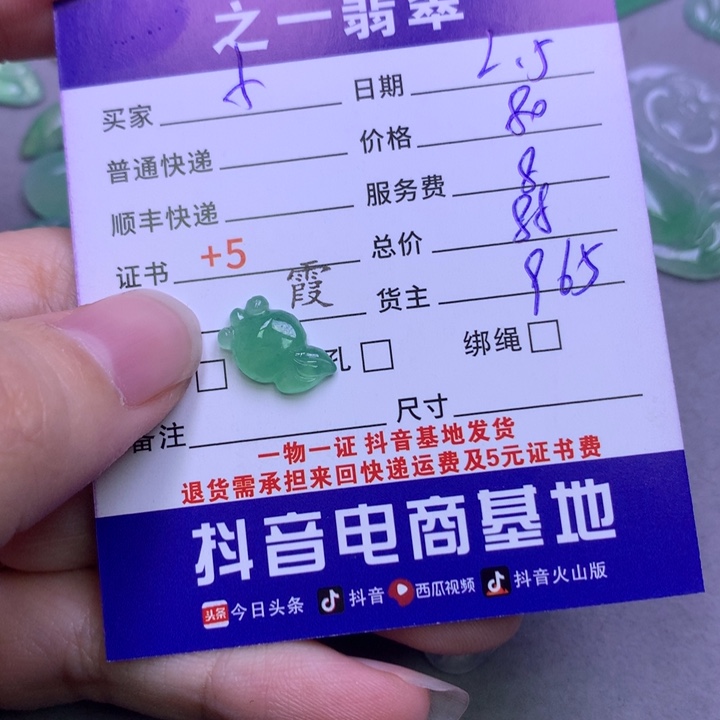 之一翡翠
买家 日期
普通快递 价格 80
顺丰快递 服务费 8
证书 +5 总价 88
霞 货主 965
孔 绑绳
备注 尺寸
一物一证 抖音基地发货
退货需承担来回快递运费及5元证书费
抖音电商基地
头条 今日头条 抖音 西瓜视频 抖音火山版